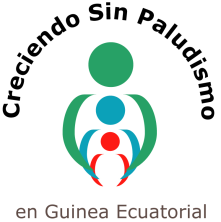 Creciendo Sin Paludismo
en Guinea Ecuatorial